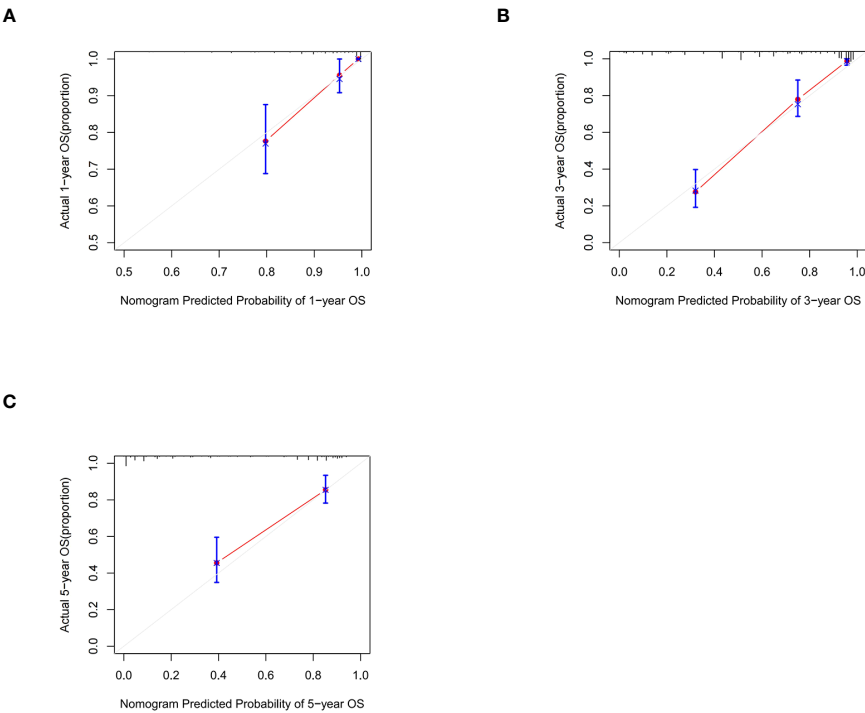 A
B
Actual 1−year OS(proportion)
1.0
0.9
0.8
0.7
0.6
0.5
0.5 0.6 0.7 0.8 0.9 1.0
Nomogram Predicted Probability of 1−year OS
Actual 3−year OS(proportion)
1.0
0.8
0.6
0.4
0.2
0.0
0.0 0.2 0.4 0.6 0.8 1.0
Nomogram Predicted Probability of 3−year OS
C
Actual 5−year OS(proportion)
1.0
0.8
0.6
0.4
0.2
0.0
0.0 0.2 0.4 0.6 0.8 1.0
Nomogram Predicted Probability of 5−year OS